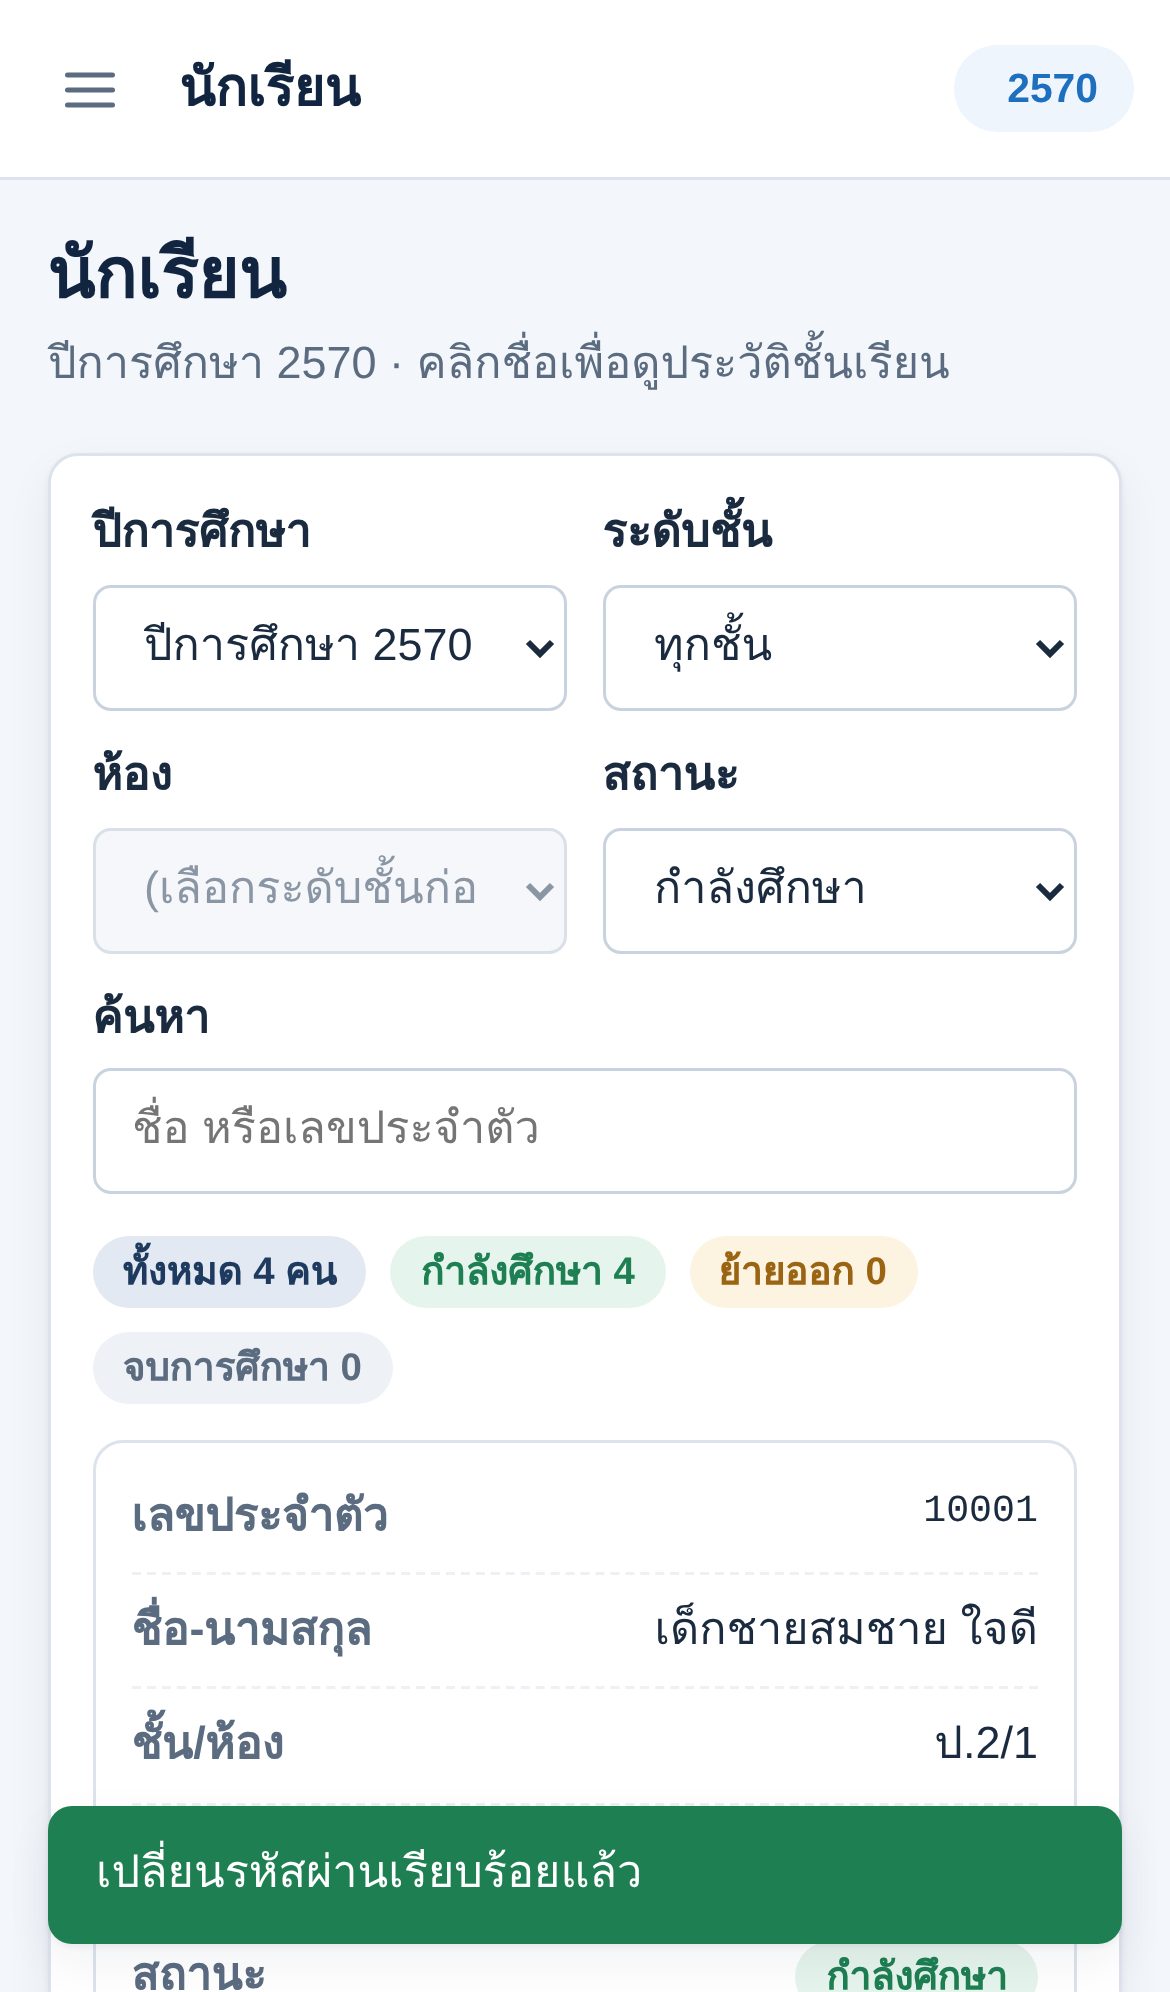 นักเรียน 2570
นักเรียน
ปีการศึกษา 2570 · คลิกชื่อเพื่อดูประวัติชั้นเรียน
ปีการศึกษา ระดับชั้น
ปีการศึกษา 2570 ทุกชั้น
ห้อง สถานะ
(เลือกระดับชั้นก่อ กำลังศึกษา
ค้นหา
ชื่อ หรือเลขประจำตัว
ทั้งหมด 4 คน กำลังศึกษา 4 ย้ายออก 0
จบการศึกษา 0
เลขประจำตัว 10001
ชื่อ-นามสกุล เด็กชายสมชาย ใจดี
ชั้น/ห้อง ป.2/1
เปลี่ยนรหัสผ่านเรียบร้อยแล้ว
สถานะ กำลังศึกษา